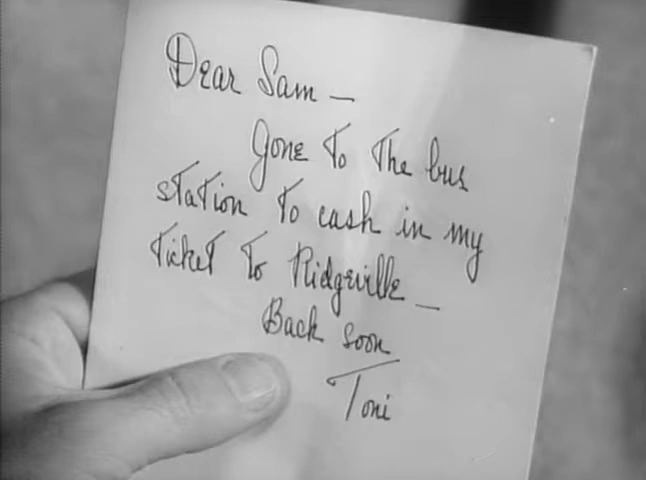 Dear Sam —
Gone To The bus
station To cash in my
Ticket To Ridgeville —
Back soon
Toni